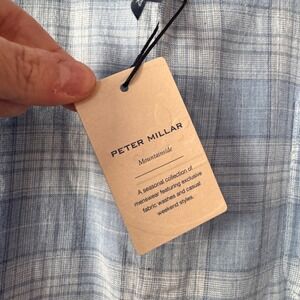 PETER MILLAR
Mountainside
A seasonal collection of
menswear featuring exclusive
fabric washes and casual
weekend styles.